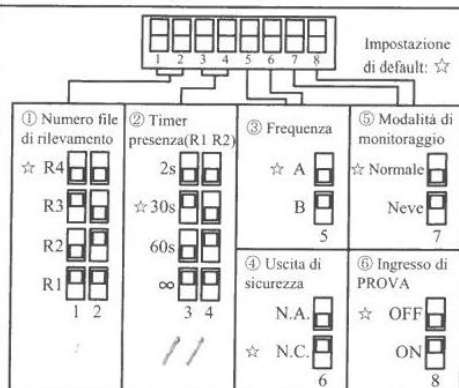 1 2 3 4 5 6 7 8
Impostazione
di default: ☆
① Numero file
di rilevamento
☆ R4
R3
R2
R1
1 2
② Timer
presenza(R1 R2)
2s
☆ 30s
60s
∞
3 4
③ Frequenza
☆ A
B
5
④ Uscita di
sicurezza
N.A.
☆ N.C.
6
⑤ Modalità di
monitoraggio
☆ Normale
Neve
7
⑥ Ingresso di
PROVA
☆ OFF
ON
8